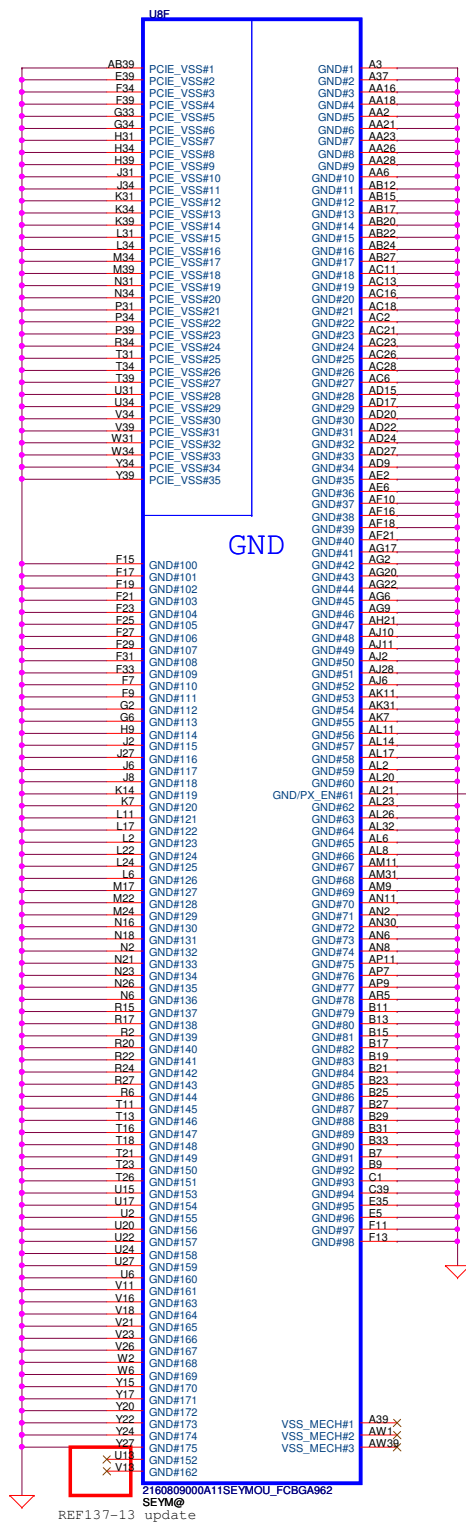 U8F
AB39 PCIE_VSS#1
E39 PCIE_VSS#2
F34 PCIE_VSS#3
F39 PCIE_VSS#4
G33 PCIE_VSS#5
G34 PCIE_VSS#6
H31 PCIE_VSS#7
H34 PCIE_VSS#8
H39 PCIE_VSS#9
J31 PCIE_VSS#10
J34 PCIE_VSS#11
K31 PCIE_VSS#12
K34 PCIE_VSS#13
K39 PCIE_VSS#14
L31 PCIE_VSS#15
L34 PCIE_VSS#16
M34 PCIE_VSS#17
M39 PCIE_VSS#18
N31 PCIE_VSS#19
N34 PCIE_VSS#20
P31 PCIE_VSS#21
P34 PCIE_VSS#22
P39 PCIE_VSS#23
R34 PCIE_VSS#24
T31 PCIE_VSS#25
T34 PCIE_VSS#26
T39 PCIE_VSS#27
U31 PCIE_VSS#28
U34 PCIE_VSS#29
V34 PCIE_VSS#30
V39 PCIE_VSS#31
W31 PCIE_VSS#32
W34 PCIE_VSS#33
Y34 PCIE_VSS#34
Y39 PCIE_VSS#35
GND
F15 GND#100
F17 GND#101
F19 GND#102
F21 GND#103
F23 GND#104
F25 GND#105
F27 GND#106
F29 GND#107
F31 GND#108
F33 GND#109
F7 GND#110
F9 GND#111
G2 GND#112
G6 GND#113
H9 GND#114
J2 GND#115
J27 GND#116
J6 GND#117
J8 GND#118
K14 GND#119
K7 GND#120
L11 GND#121
L17 GND#122
L2 GND#123
L22 GND#124
L24 GND#125
L6 GND#126
M17 GND#127
M22 GND#128
M24 GND#129
N16 GND#130
N18 GND#131
N2 GND#132
N21 GND#133
N23 GND#134
N26 GND#135
N6 GND#136
R15 GND#137
R17 GND#138
R2 GND#139
R20 GND#140
R22 GND#141
R24 GND#142
R27 GND#143
R6 GND#144
T11 GND#145
T13 GND#146
T16 GND#147
T18 GND#148
T21 GND#149
T23 GND#150
T26 GND#151
U15 GND#153
U17 GND#154
U2 GND#155
U20 GND#156
U22 GND#157
U24 GND#158
U27 GND#159
U6 GND#160
V11 GND#161
V16 GND#163
V18 GND#164
V21 GND#165
V23 GND#166
V26 GND#167
W2 GND#168
W6 GND#169
Y15 GND#170
Y17 GND#171
Y20 GND#172
Y22 GND#173
Y24 GND#174
Y27 GND#175
U13 GND#152
V13 GND#162
GND#1 A3
GND#2 A37
GND#3 AA16
GND#4 AA18
GND#5 AA2
GND#6 AA21
GND#7 AA23
GND#8 AA26
GND#9 AA28
GND#10 AA6
GND#11 AB12
GND#12 AB15
GND#13 AB17
GND#14 AB20
GND#15 AB22
GND#16 AB24
GND#17 AB27
GND#18 AC11
GND#19 AC13
GND#20 AC16
GND#21 AC18
GND#22 AC2
GND#23 AC21
GND#24 AC23
GND#25 AC26
GND#26 AC28
GND#27 AC6
GND#28 AD15
GND#29 AD17
GND#30 AD20
GND#31 AD22
GND#32 AD24
GND#33 AD27
GND#34 AD9
GND#35 AE2
GND#36 AE6
GND#37 AF10
GND#38 AF16
GND#39 AF18
GND#40 AF21
GND#41 AG17
GND#42 AG2
GND#43 AG20
GND#44 AG22
GND#45 AG6
GND#46 AG9
GND#47 AH21
GND#48 AJ10
GND#49 AJ11
GND#50 AJ2
GND#51 AJ28
GND#52 AJ6
GND#53 AK11
GND#54 AK31
GND#55 AK7
GND#56 AL11
GND#57 AL14
GND#58 AL17
GND#59 AL2
GND#60 AL20
GND/PX_EN#61 AL21
GND#62 AL23
GND#63 AL26
GND#64 AL32
GND#65 AL6
GND#66 AL8
GND#67 AM11
GND#68 AM31
GND#69 AM9
GND#70 AN11
GND#71 AN2
GND#72 AN30
GND#73 AN6
GND#74 AN8
GND#75 AP11
GND#76 AP7
GND#77 AP9
GND#78 AR5
GND#79 B11
GND#80 B13
GND#81 B15
GND#82 B17
GND#83 B19
GND#84 B21
GND#85 B23
GND#86 B25
GND#87 B27
GND#88 B29
GND#89 B31
GND#90 B33
GND#91 B7
GND#92 B9
GND#93 C1
GND#94 C39
GND#95 E35
GND#96 E5
GND#97 F11
GND#98 F13
VSS_MECH#1 A39
VSS_MECH#2 AW1
VSS_MECH#3 AW39
2160809000A11SEYMOU_FCBGA962
SEYM@
REF137-13 update